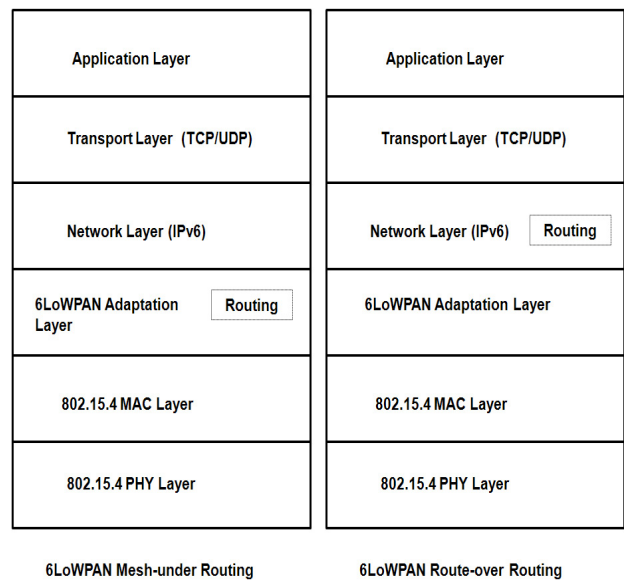 Application Layer
Transport Layer (TCP/UDP)
Network Layer (IPv6)
6LoWPAN Adaptation
Layer
Routing
802.15.4 MAC Layer
802.15.4 PHY Layer
6LoWPAN Mesh-under Routing
Application Layer
Transport Layer (TCP/UDP)
Network Layer (IPv6)
Routing
6LoWPAN Adaptation Layer
802.15.4 MAC Layer
802.15.4 PHY Layer
6LoWPAN Route-over Routing